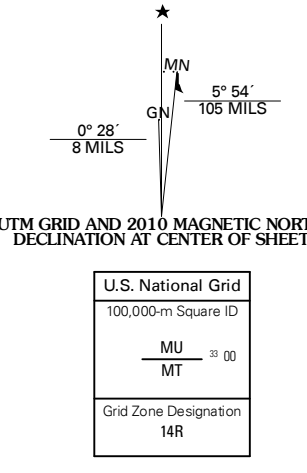 MN
GN
5° 54´
105 MILS
0° 28´
8 MILS
UTM GRID AND 2010 MAGNETIC NORT
DECLINATION AT CENTER OF SHEET
U.S. National Grid
100,000-m Square ID
MU
33 00
MT
Grid Zone Designation
14R